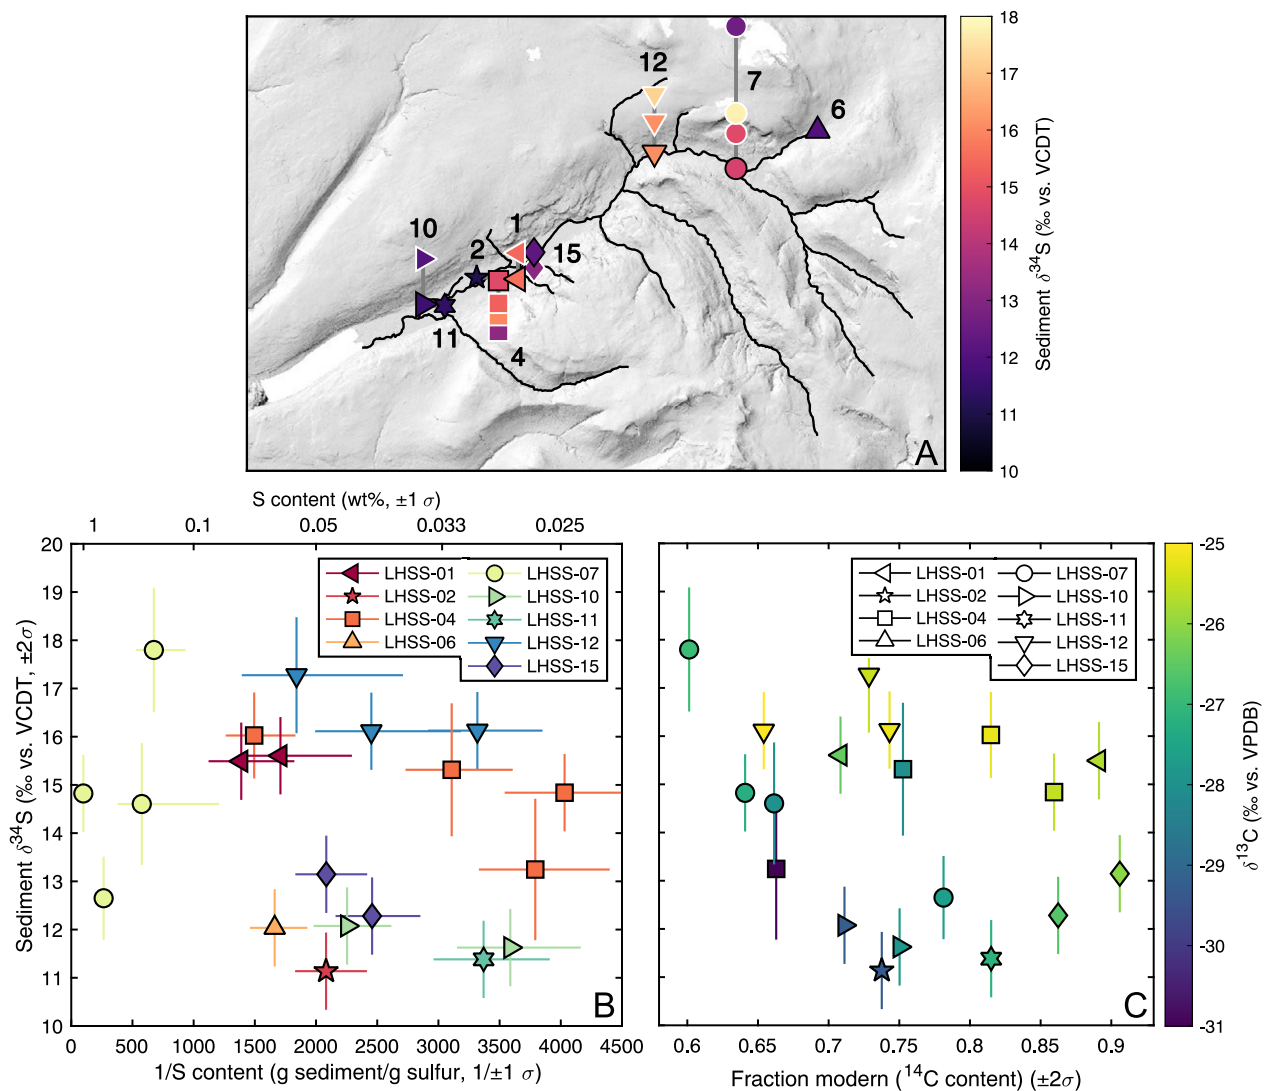 12
7
6
10
2
1
15
11
4
A
18
17
16
15
14
13
12
11
10
Sediment δ³⁴S (‰ vs. VCDT)
S content (wt%, ±1 σ)
1 0.1 0.05 0.033 0.025
20
19
18
17
16
15
14
13
12
11
10
Sediment δ³⁴S (‰ vs. VCDT, ±2σ)
LHSS-01 LHSS-07
LHSS-02 LHSS-10
LHSS-04 LHSS-11
LHSS-06 LHSS-12
LHSS-15
B
0 500 1000 1500 2000 2500 3000 3500 4000 4500
1/S content (g sediment/g sulfur, 1/±1 σ)
LHSS-01 LHSS-07
LHSS-02 LHSS-10
LHSS-04 LHSS-11
LHSS-06 LHSS-12
LHSS-15
C
0.6 0.65 0.7 0.75 0.8 0.85 0.9
Fraction modern (¹⁴C content) (±2σ)
-25
-26
-27
-28
-29
-30
-31
δ¹³C (‰ vs. VPDB)